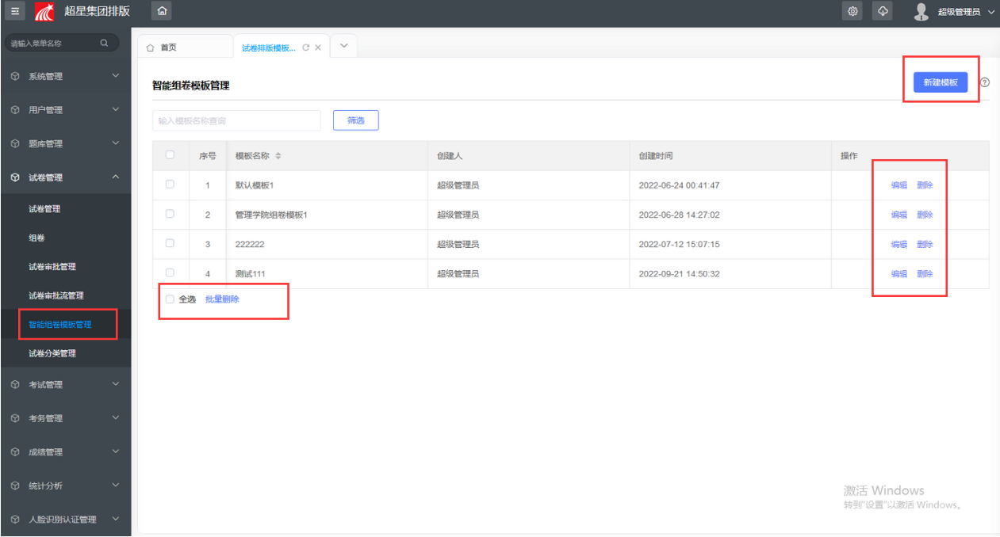 超星集团排版
超级管理员
请输入菜单名称
首页
试卷排版模板...
系统管理
用户管理
题库管理
试卷管理
试卷管理
组卷
试卷审批管理
试卷审批流管理
智能组卷模板管理
试卷分类管理
考试管理
考务管理
成绩管理
统计分析
人脸识别认证管理
智能组卷模板管理
新建模板
输入模板名称查询
筛选
序号 模板名称 创建人 创建时间 操作
1 默认模板1 超级管理员 2022-06-24 00:41:47 编辑 删除
2 管理学院组卷模板1 超级管理员 2022-06-28 14:27:02 编辑 删除
3 222222 超级管理员 2022-07-12 15:07:15 编辑 删除
4 测试111 超级管理员 2022-09-21 14:50:32 编辑 删除
全选 批量删除
激活 Windows
转到"设置"以激活 Windows。